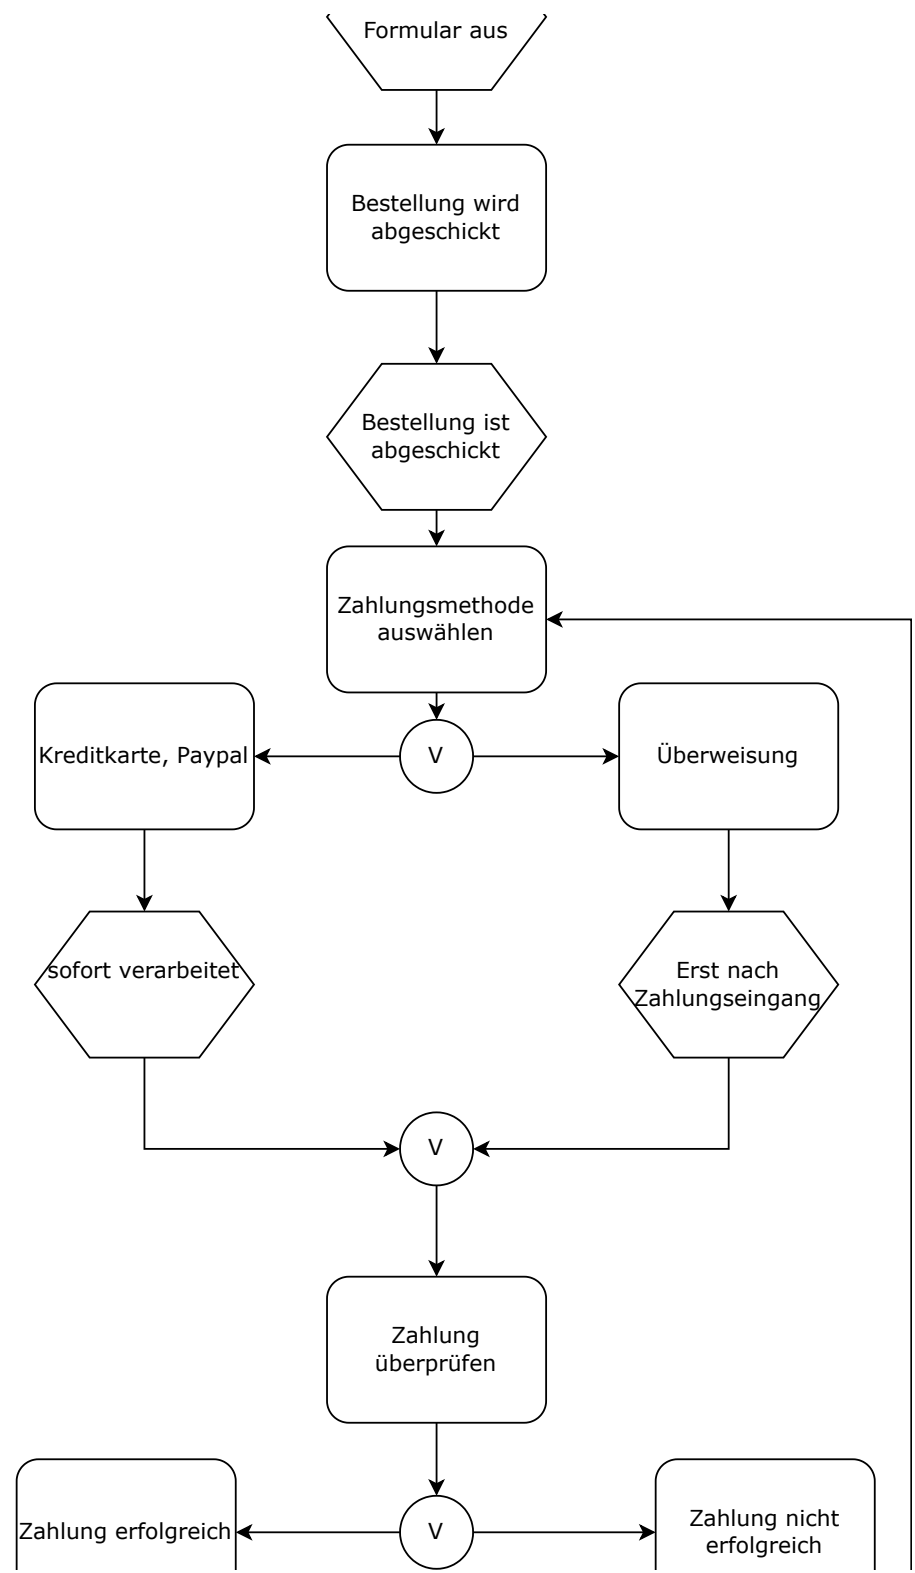 Formular aus
Bestellung wird
abgeschickt
Bestellung ist
abgeschickt
Zahlungsmethode
auswählen
Kreditkarte, Paypal
V
Überweisung
sofort verarbeitet
Erst nach
Zahlungseingang
V
Zahlung
überprüfen
Zahlung erfolgreich
V
Zahlung nicht
erfolgreich